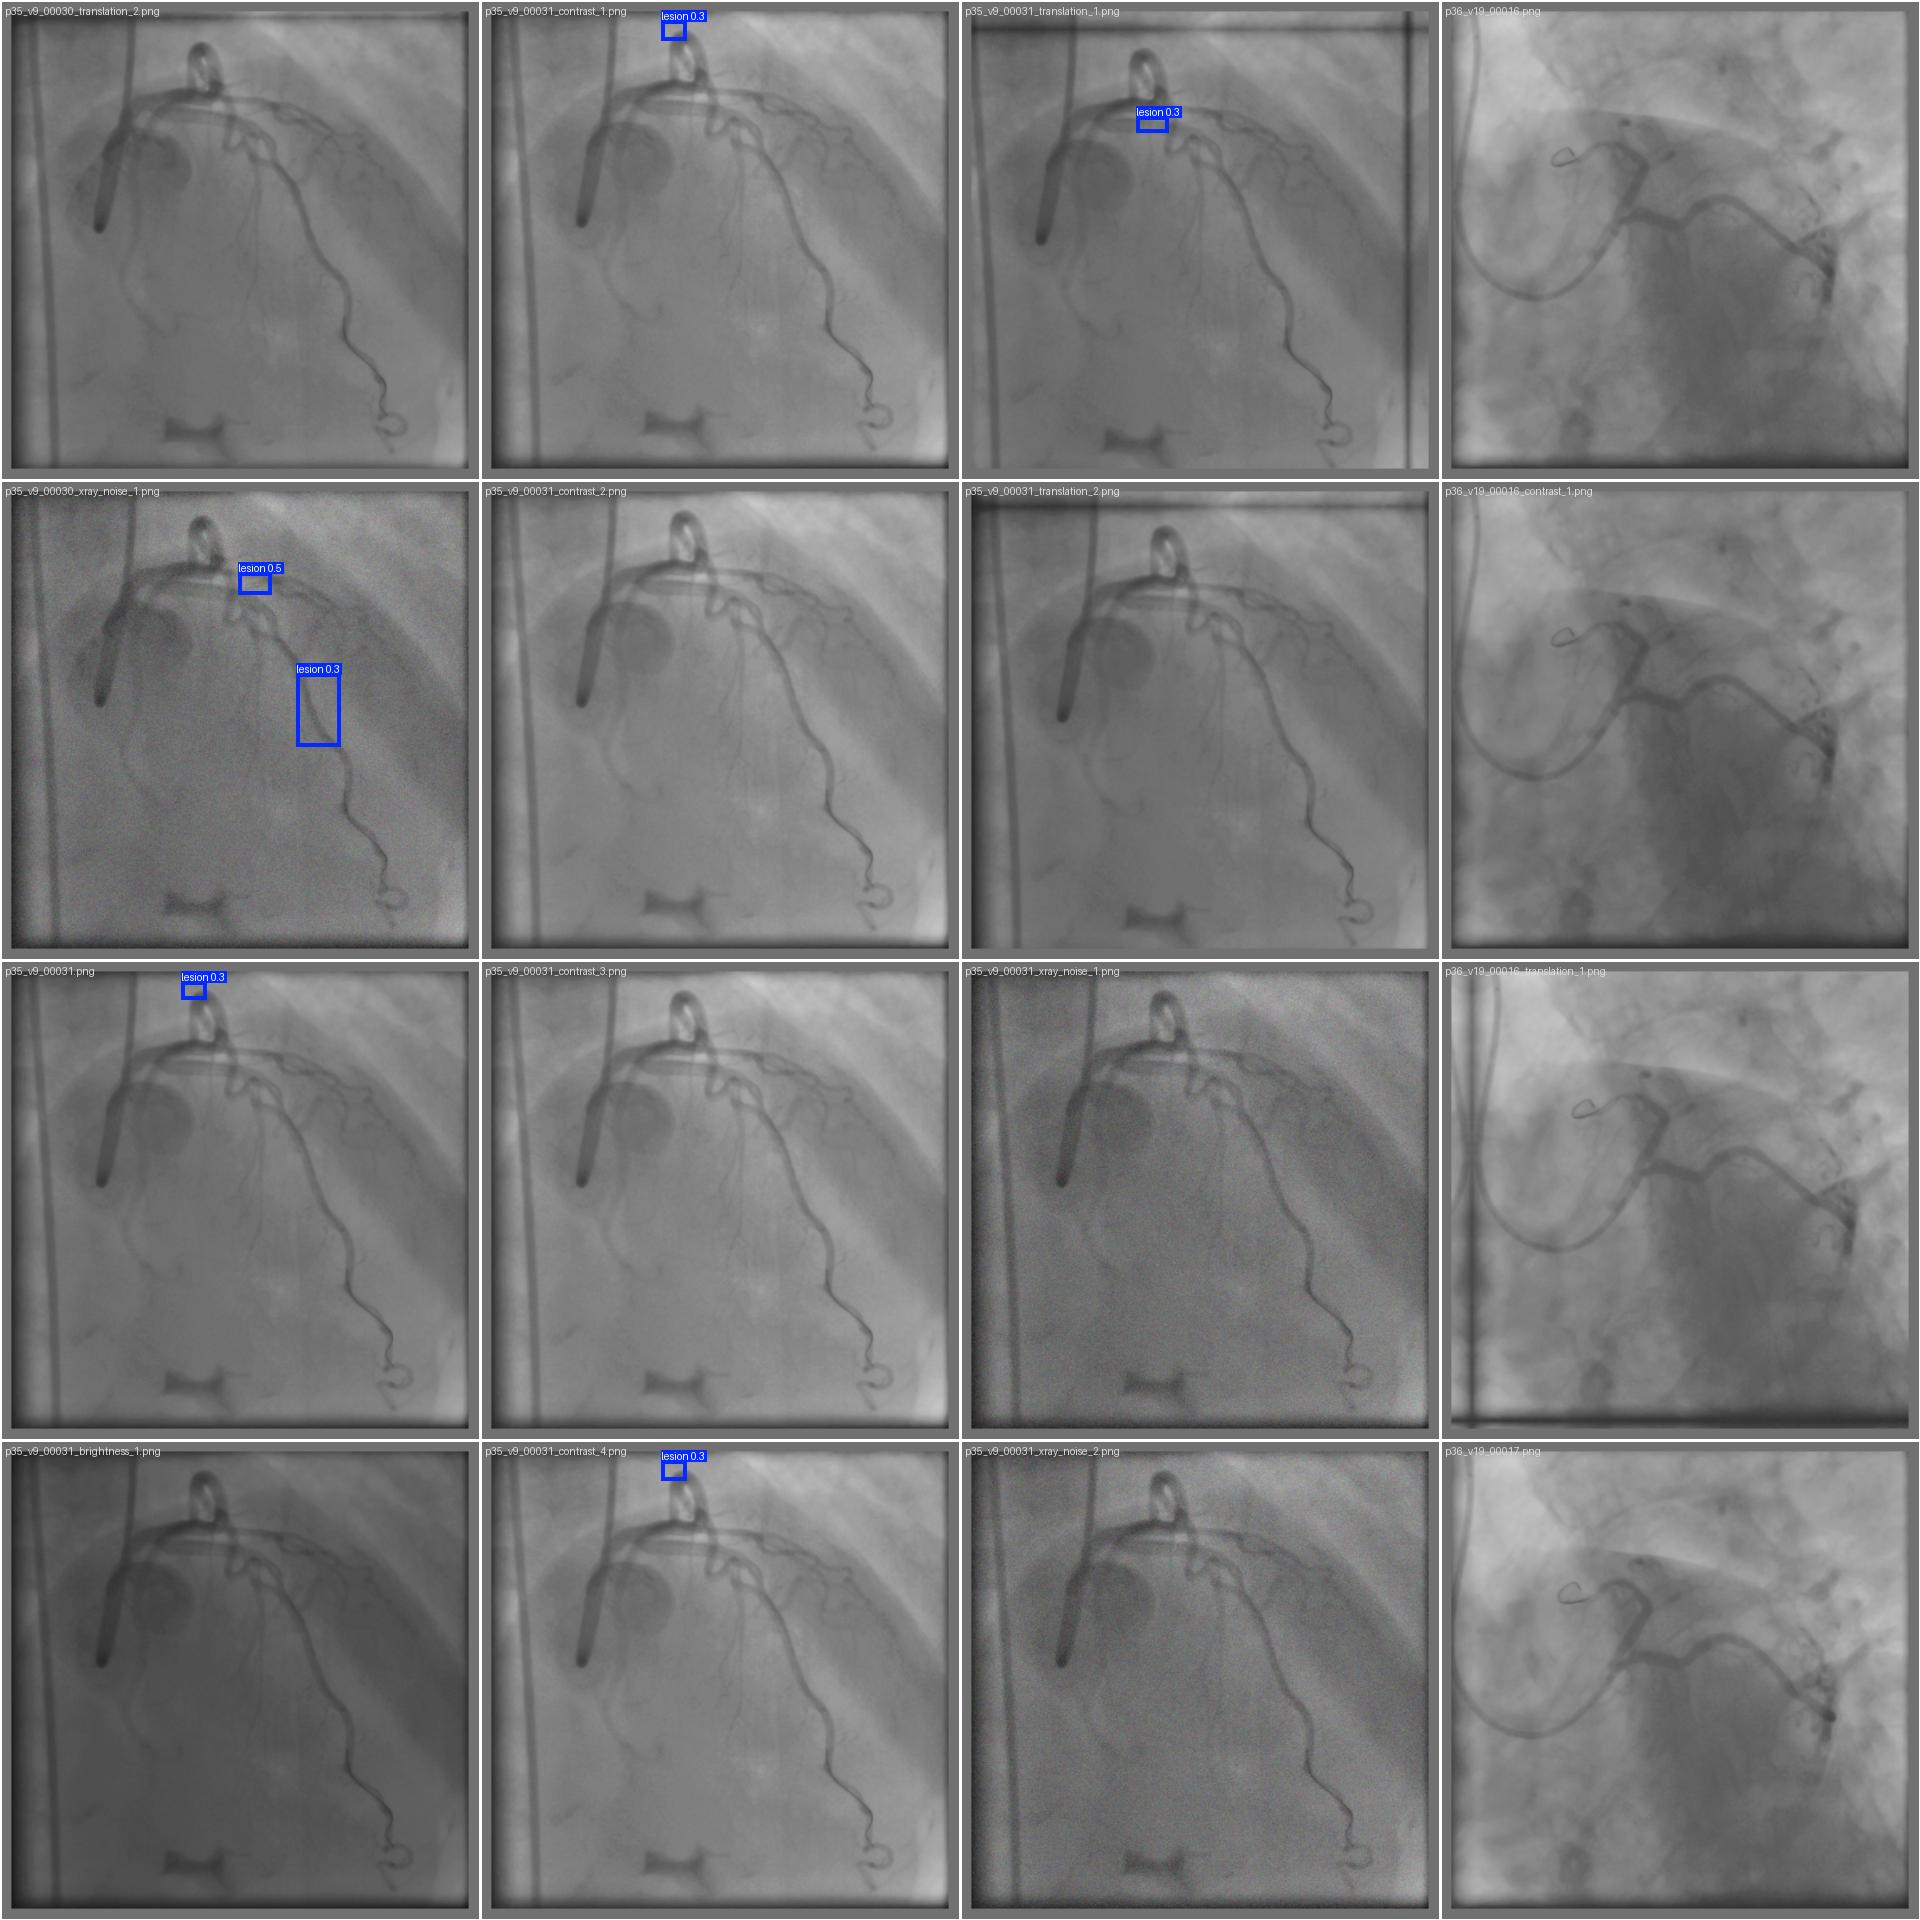 p35_v9_00030_translation_2.png
p35_v9_00031_contrast_1.png
lesion 0.3
p35_v9_00031_translation_1.png
lesion 0.3
p36_v19_00016.png
p35_v9_00030_xray_noise_1.png
lesion 0.5
lesion 0.3
p35_v9_00031_contrast_2.png
p35_v9_00031_translation_2.png
p36_v19_00016_contrast_1.png
p35_v9_00031.png
lesion 0.3
p35_v9_00031_contrast_3.png
p35_v9_00031_xray_noise_1.png
p36_v19_00016_translation_1.png
p35_v9_00031_brightness_1.png
p35_v9_00031_contrast_4.png
lesion 0.3
p35_v9_00031_xray_noise_2.png
p36_v19_00017.png